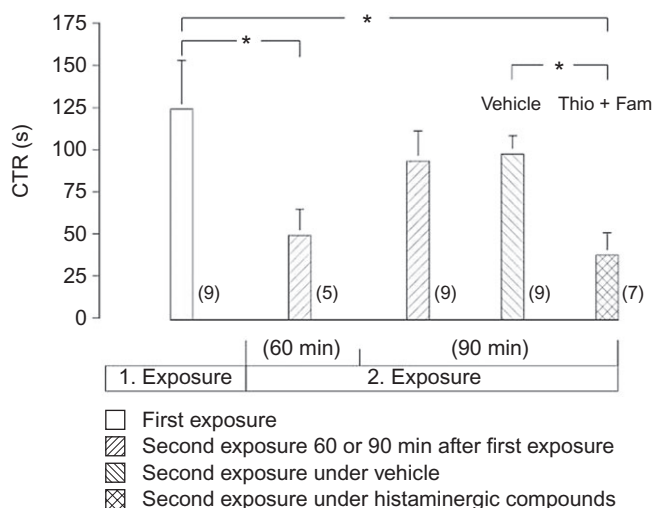 175
150
125
100
75
50
25
0
CTR (s)
*
*
*
Vehicle Thio + Fam
(9) (5) (9) (9) (7)
(60 min) (90 min)
1. Exposure 2. Exposure
First exposure
Second exposure 60 or 90 min after first exposure
Second exposure under vehicle
Second exposure under histaminergic compounds